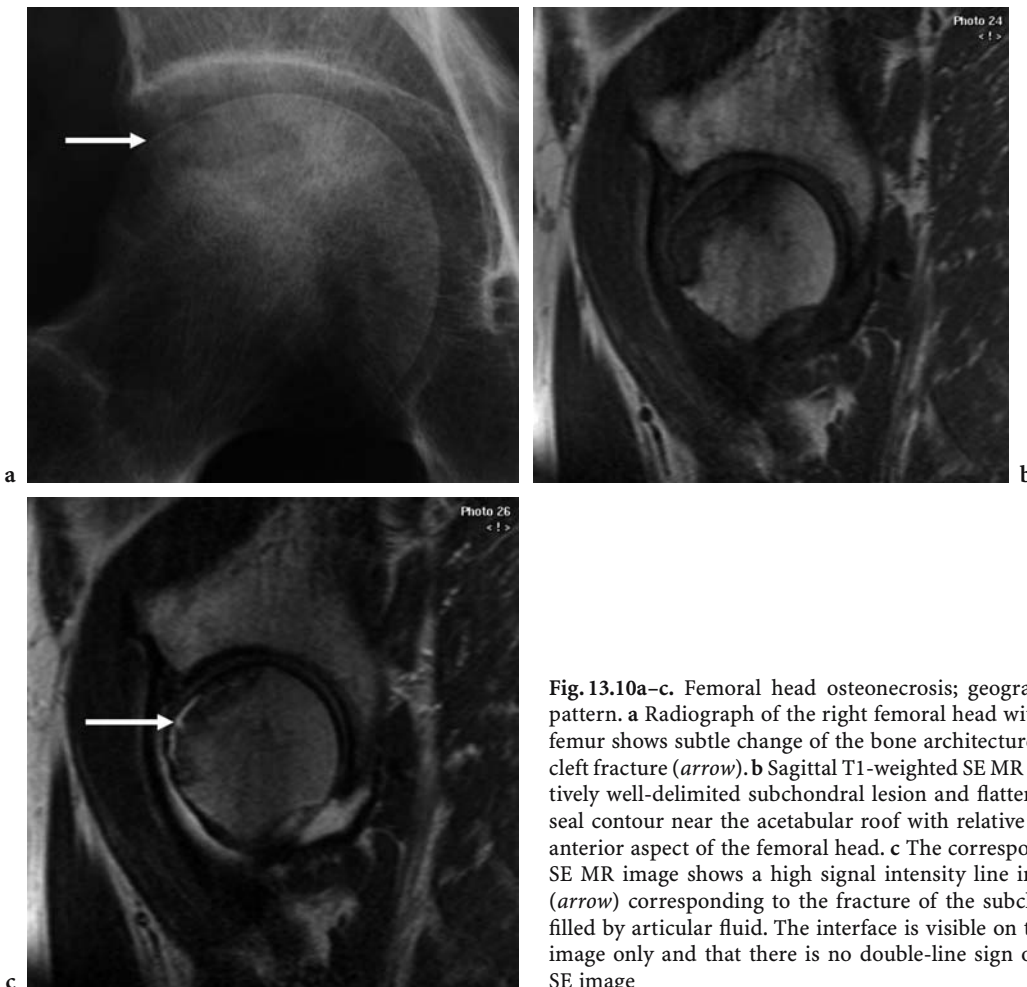 Photo 24
< ! >
a
b
Photo 26
< ! >
c
Fig. 13.10a–c. Femoral head osteonecrosis; geogra
pattern. a Radiograph of the right femoral head wi
femur shows subtle change of the bone architecture
cleft fracture (arrow). b Sagittal T1-weighted SE MR
tively well-delimited subchondral lesion and flatter
seal contour near the acetabular roof with relative
anterior aspect of the femoral head. c The correspo
SE MR image shows a high signal intensity line in
(arrow) corresponding to the fracture of the subcl
filled by articular fluid. The interface is visible on t
image only and that there is no double-line sign o
SE image